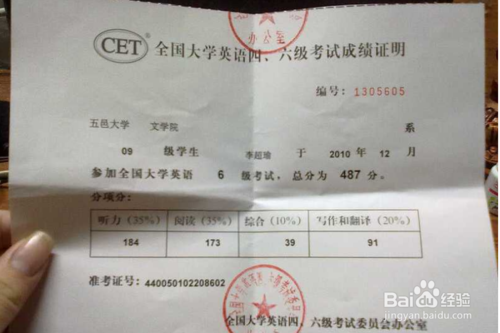 CET 全国大学英语四、六级考试成绩证明
办公室
编号：1305605
五邑大学 文学院 系
09 级学生 李超瑜 于 2010 年 12 月
参加全国大学英语 6 级考试，总分为 487 分。
分项分：
听力（35%） 阅读（35%） 综合（10%） 写作和翻译（20%）
184 173 39 91
准考证号：440050102208602
全国大学英语四、六级考试委员会办公室
Baidu 经验
jingyan.baidu.com